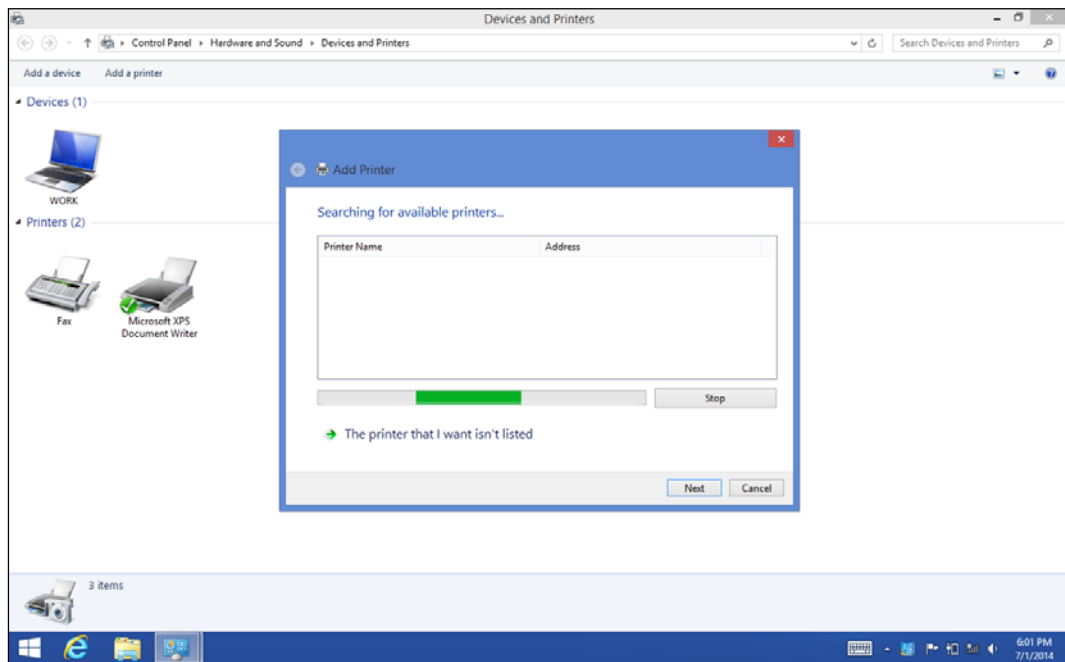 Devices and Printers
Control Panel Hardware and Sound Devices and Printers
Search Devices and Printers
Add a device Add a printer
Devices (1)
WORK
Printers (2)
Fax
Microsoft XPS
Document Writer
Add Printer
Searching for available printers...
Printer Name Address
Stop
The printer that I want isn't listed
Next Cancel
3 items
6:01 PM
7/1/2014